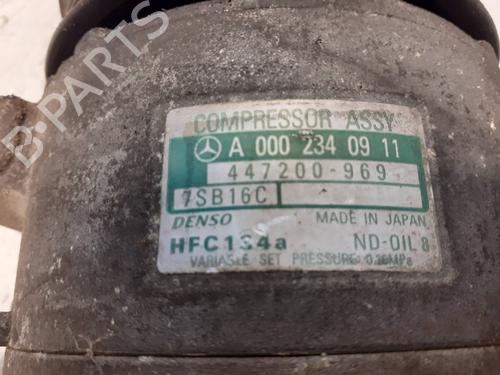 B-PARTS
COMPRESSOR ASSY
A 000 234 09 11
447200-969
7SB16C
DENSO MADE IN JAPAN
HFC134a ND-OIL 8
VARIABLE SET PRESSURE 0.16MPa